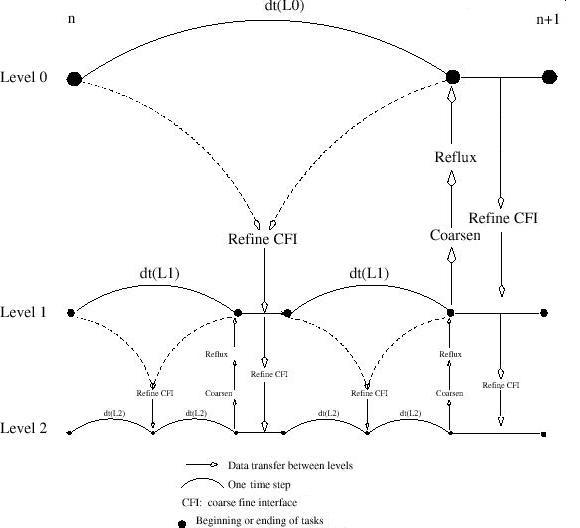 dt(L0)
n
n+1
Level 0
Reflux
Refine CFI
Coarsen
Refine CFI
dt(L1)
dt(L1)
Level 1
Reflux
Reflux
Refine CFI
Refine CFI
Refine CFI
Coarsen
Refine CFI
Coarsen
dt(L2)
dt(L2)
dt(L2)
dt(L2)
Level 2
Data transfer between levels
One time step
CFI: coarse fine interface
Beginning or ending of tasks